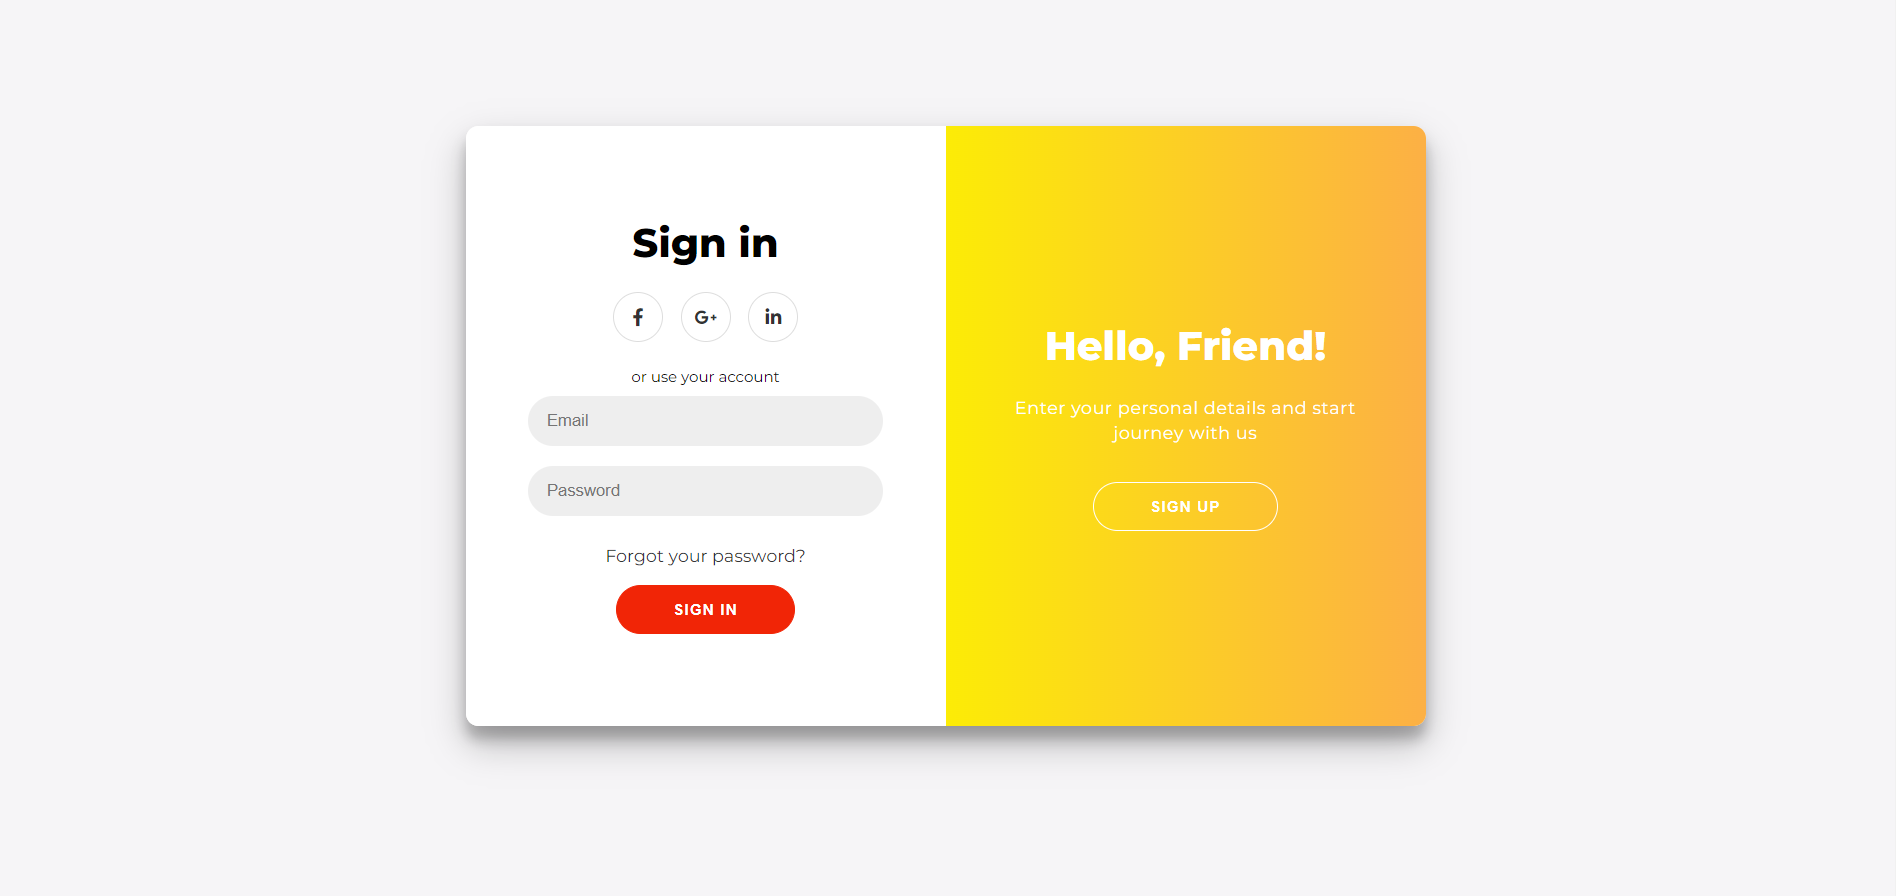 Sign in
f
G+
in
or use your account
Email
Password
Forgot your password?
SIGN IN
Hello, Friend!
Enter your personal details and start
journey with us
SIGN UP